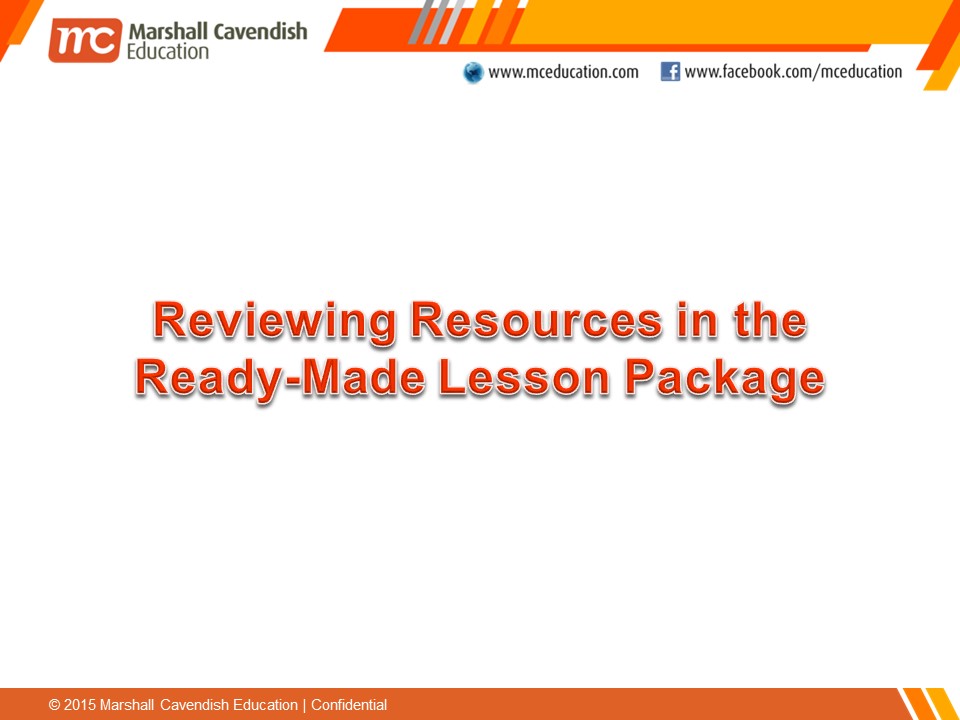 mc Marshall Cavendish
Education
www.mceducation.com
www.facebook.com/mceducation
Reviewing Resources in the
Ready-Made Lesson Package
© 2015 Marshall Cavendish Education | Confidential